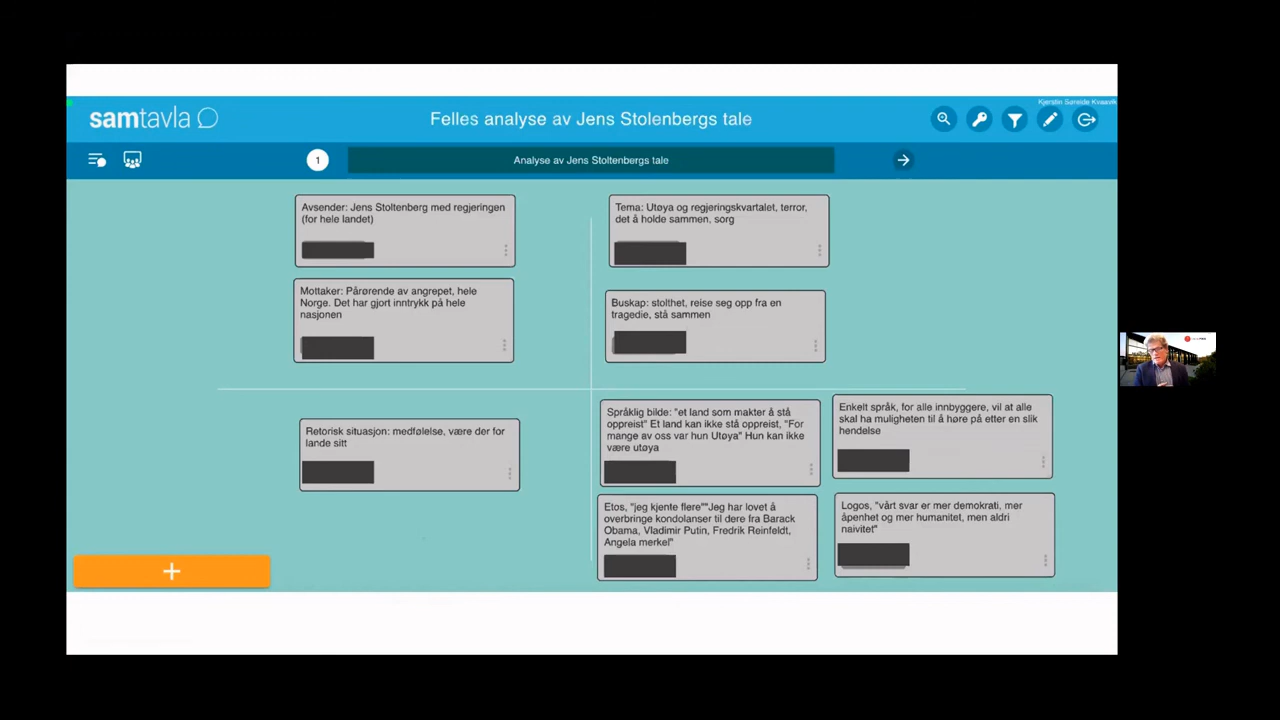 Kjerstin Søreide Kvaavik
samtavla
Felles analyse av Jens Stolenbergs tale
1
Analyse av Jens Stoltenbergs tale
Avsender: Jens Stoltenberg med regjeringen
(for hele landet)
Tema: Utøya og regjeringskvartalet, terror,
det å holde sammen, sorg
Mottaker: Pårørende av angrepet, hele
Norge. Det har gjort inntrykk på hele
nasjonen
Buskap: stolthet, reise seg opp fra en
tragedie, stå sammen
Retorisk situasjon: medfølelse, være der for
lande sitt
Språklig bilde: "et land som makter å stå
oppreist" Et land kan ikke stå oppreist, "For
mange av oss var hun Utøya" Hun kan ikke
være utøya
Enkelt språk, for alle innbyggere, vil at alle
skal ha muligheten til å høre på etter en slik
hendelse
Etos, "jeg kjente flere""Jeg har lovet å
overbringe kondolanser til dere fra Barack
Obama, Vladimir Putin, Fredrik Reinfeldt,
Angela merkel"
Logos, "vårt svar er mer demokrati, mer
åpenhet og mer humanitet, men aldri
naivitet"